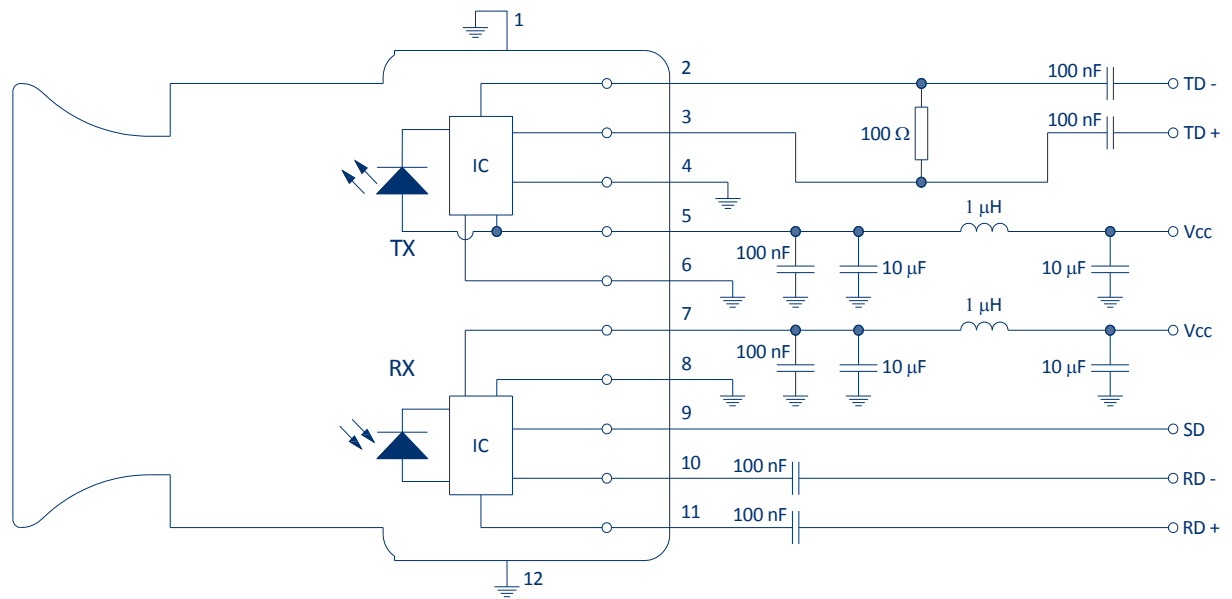 1
2
100 nF
TD -
3
100 nF
TD +
100 Ω
IC
4
5
1 µH
Vcc
TX
100 nF
10 µF
10 µF
6
7
1 µH
Vcc
RX
100 nF
10 µF
10 µF
8
9
SD
IC
10
100 nF
RD -
11
100 nF
RD +
12